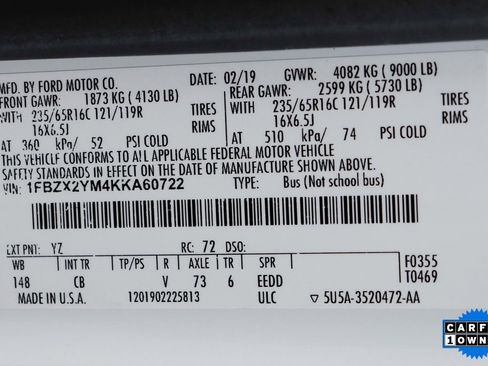 MFD. BY FORD MOTOR CO. DATE: 02/19 GVWR: 4082 KG ( 9000 LB)
FRONT GAWR: 1873 KG ( 4130 LB) REAR GAWR: 2599 KG ( 5730 LB)
WITH 235/65R16C 121/119R TIRES WITH 235/65R16C 121/119R TIRES
16X6.5J RIMS 16X6.5J RIMS
AT 360 kPa/ 52 PSI COLD AT 510 kPa/ 74 PSI COLD
THIS VEHICLE CONFORMS TO ALL APPLICABLE FEDERAL MOTOR VEHICLE
SAFETY STANDARDS IN EFFECT ON THE DATE OF MANUFACTURE SHOWN ABOVE.
VIN: 1FBZX2YM4KKA60722 TYPE: Bus (Not school bus)
EXT PNT: YZ RC: 72 DSO:
WB INT TR TP/PS R AXLE TR SPR F0355
148 CB V 73 6 EEDD T0469
MADE IN U.S.A. 1201902225813 ULC ▽ 5U5A-3520472-AA
CARF
1 OWN